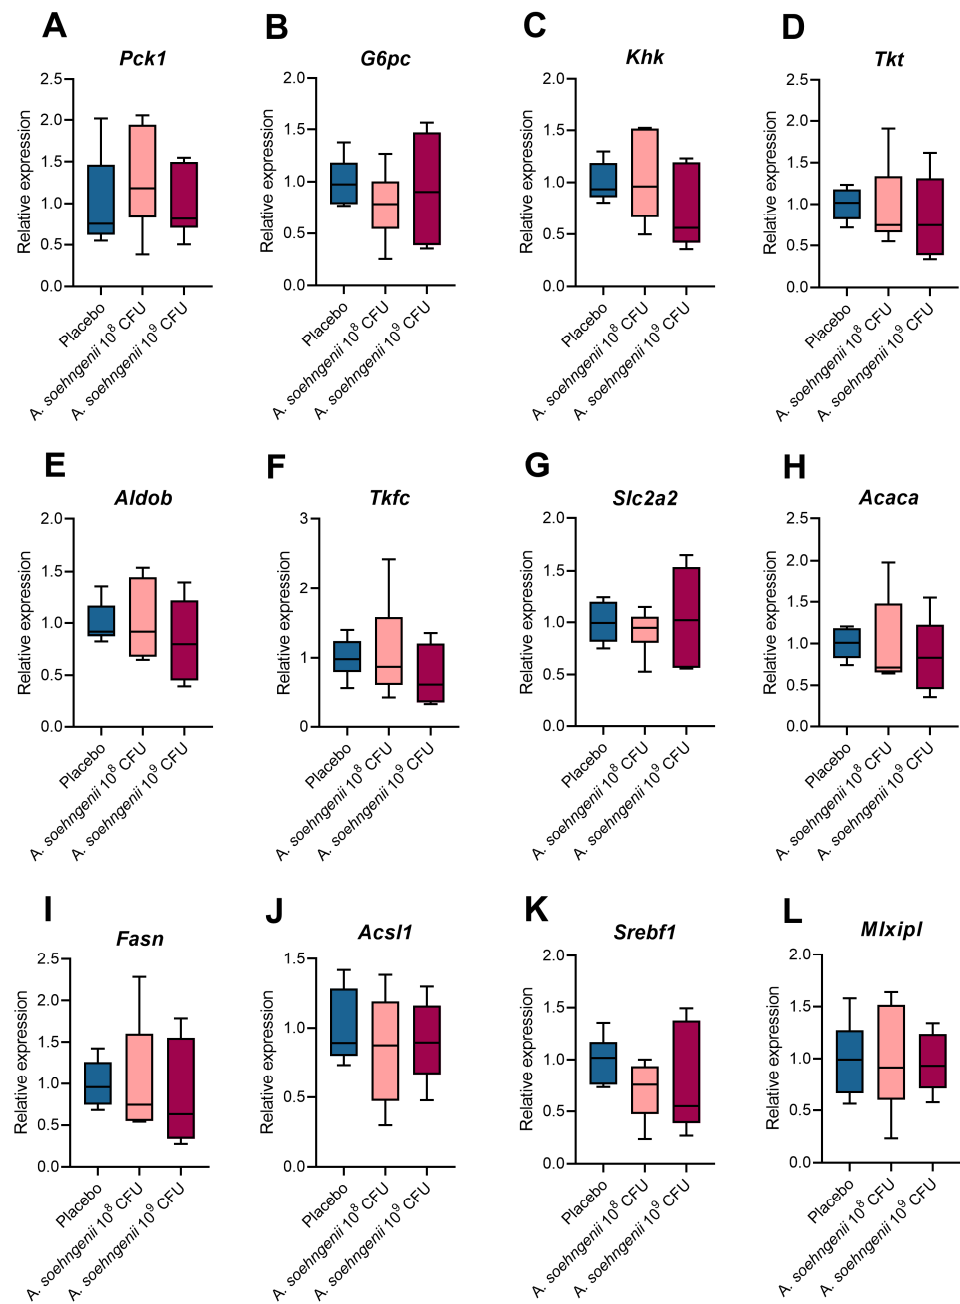 A
Pck1
Relative expression
2.5
2.0
1.5
1.0
0.5
0.0
Placebo
A. soehngenii 10⁸ CFU
A. soehngenii 10⁹ CFU
B
G6pc
Relative expression
2.0
1.5
1.0
0.5
0.0
Placebo
A. soehngenii 10⁸ CFU
A. soehngenii 10⁹ CFU
C
Khk
Relative expression
2.0
1.5
1.0
0.5
0.0
Placebo
A. soehngenii 10⁸ CFU
A. soehngenii 10⁹ CFU
D
Tkt
Relative expression
2.5
2.0
1.5
1.0
0.5
0.0
Placebo
A. soehngenii 10⁸ CFU
A. soehngenii 10⁹ CFU
E
Aldob
Relative expression
2.0
1.5
1.0
0.5
0.0
Placebo
A. soehngenii 10⁸ CFU
A. soehngenii 10⁹ CFU
F
Tkfc
Relative expression
3
2
1
0
Placebo
A. soehngenii 10⁸ CFU
A. soehngenii 10⁹ CFU
G
Slc2a2
Relative expression
2.0
1.5
1.0
0.5
0.0
Placebo
A. soehngenii 10⁸ CFU
A. soehngenii 10⁹ CFU
H
Acaca
Relative expression
2.5
2.0
1.5
1.0
0.5
0.0
Placebo
A. soehngenii 10⁸ CFU
A. soehngenii 10⁹ CFU
I
Fasn
Relative expression
2.5
2.0
1.5
1.0
0.5
0.0
Placebo
A. soehngenii 10⁸ CFU
A. soehngenii 10⁹ CFU
J
Acsl1
Relative expression
1.5
1.0
0.5
0.0
Placebo
A. soehngenii 10⁸ CFU
A. soehngenii 10⁹ CFU
K
Srebf1
Relative expression
2.0
1.5
1.0
0.5
0.0
Placebo
A. soehngenii 10⁸ CFU
A. soehngenii 10⁹ CFU
L
Mlxipl
Relative expression
2.0
1.5
1.0
0.5
0.0
Placebo
A. soehngenii 10⁸ CFU
A. soehngenii 10⁹ CFU